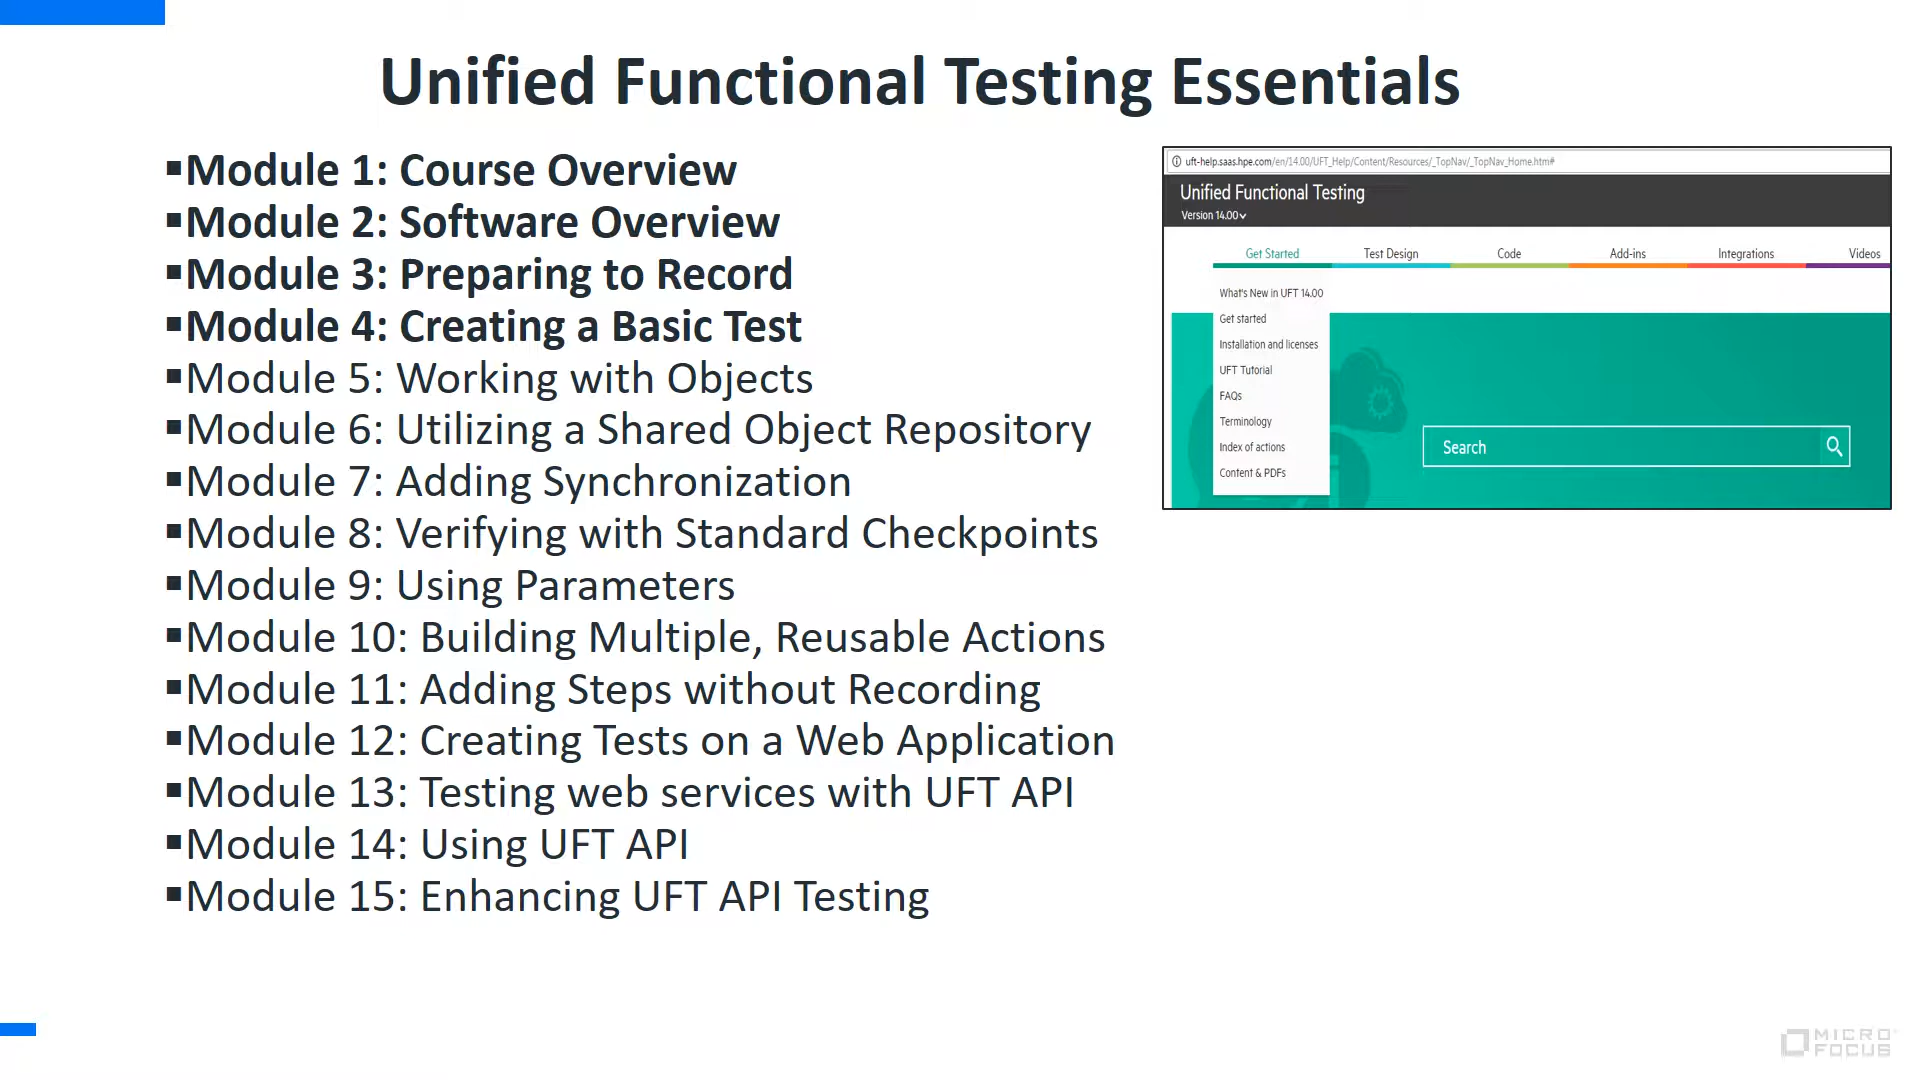 Unified Functional Testing Essentials
▪Module 1: Course Overview
▪Module 2: Software Overview
▪Module 3: Preparing to Record
▪Module 4: Creating a Basic Test
▪Module 5: Working with Objects
▪Module 6: Utilizing a Shared Object Repository
▪Module 7: Adding Synchronization
▪Module 8: Verifying with Standard Checkpoints
▪Module 9: Using Parameters
▪Module 10: Building Multiple, Reusable Actions
▪Module 11: Adding Steps without Recording
▪Module 12: Creating Tests on a Web Application
▪Module 13: Testing web services with UFT API
▪Module 14: Using UFT API
▪Module 15: Enhancing UFT API Testing
uft-help.saas.hpe.com/en/14.00/UFT_Help/Content/Resources/_TopNav/_TopNav_Home.htm#
Unified Functional Testing
Version 14.00
Get Started Test Design Code Add-ins Integrations Videos
What's New in UFT 14.00
Get started
Installation and licenses
UFT Tutorial
FAQs
Terminology
Index of actions
Content & PDFs
Search
MICRO
FOCUS